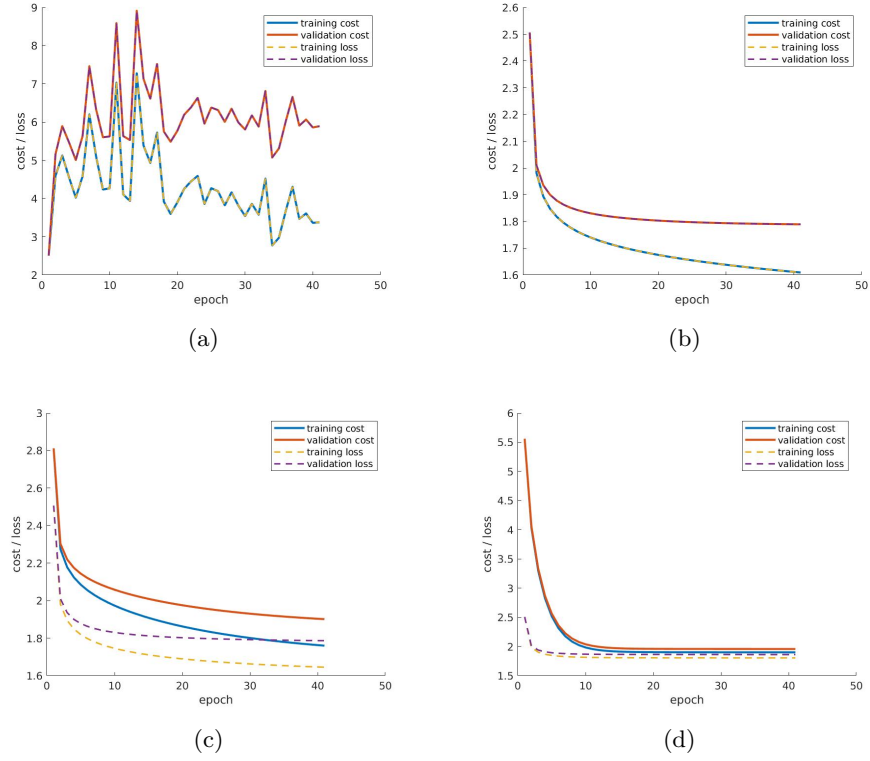 9
8
7
6
5
4
3
2
cost / loss
0
10
20
30
40
50
epoch
training cost
validation cost
training loss
validation loss
(a)
2.6
2.5
2.4
2.3
2.2
2.1
2
1.9
1.8
1.7
1.6
cost / loss
0
10
20
30
40
50
epoch
training cost
validation cost
training loss
validation loss
(b)
3
2.8
2.6
2.4
2.2
2
1.8
1.6
cost / loss
0
10
20
30
40
50
epoch
training cost
validation cost
training loss
validation loss
(c)
6
5.5
5
4.5
4
3.5
3
2.5
2
1.5
cost / loss
0
10
20
30
40
50
epoch
training cost
validation cost
training loss
validation loss
(d)